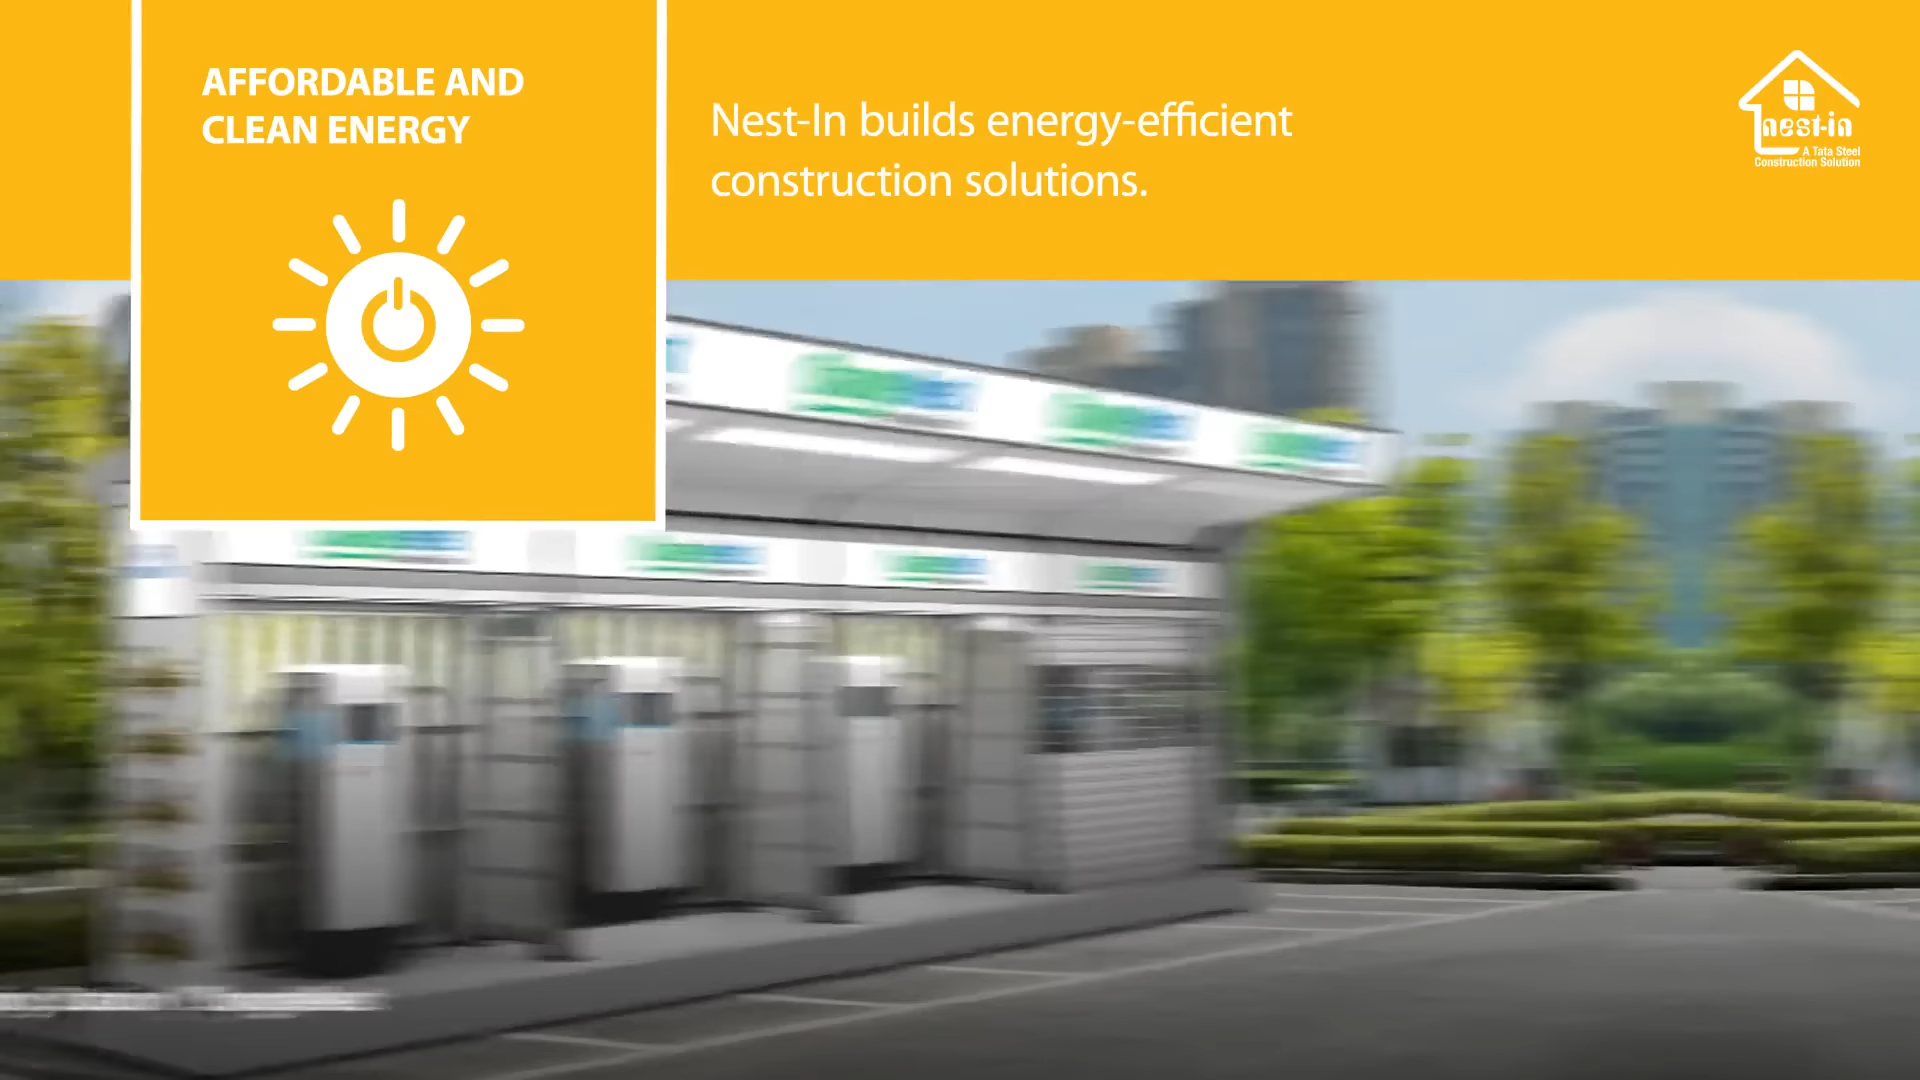 AFFORDABLE AND
CLEAN ENERGY
Nest-In builds energy-efficient
construction solutions.
nest-in
A Tata Steel
Construction Solution